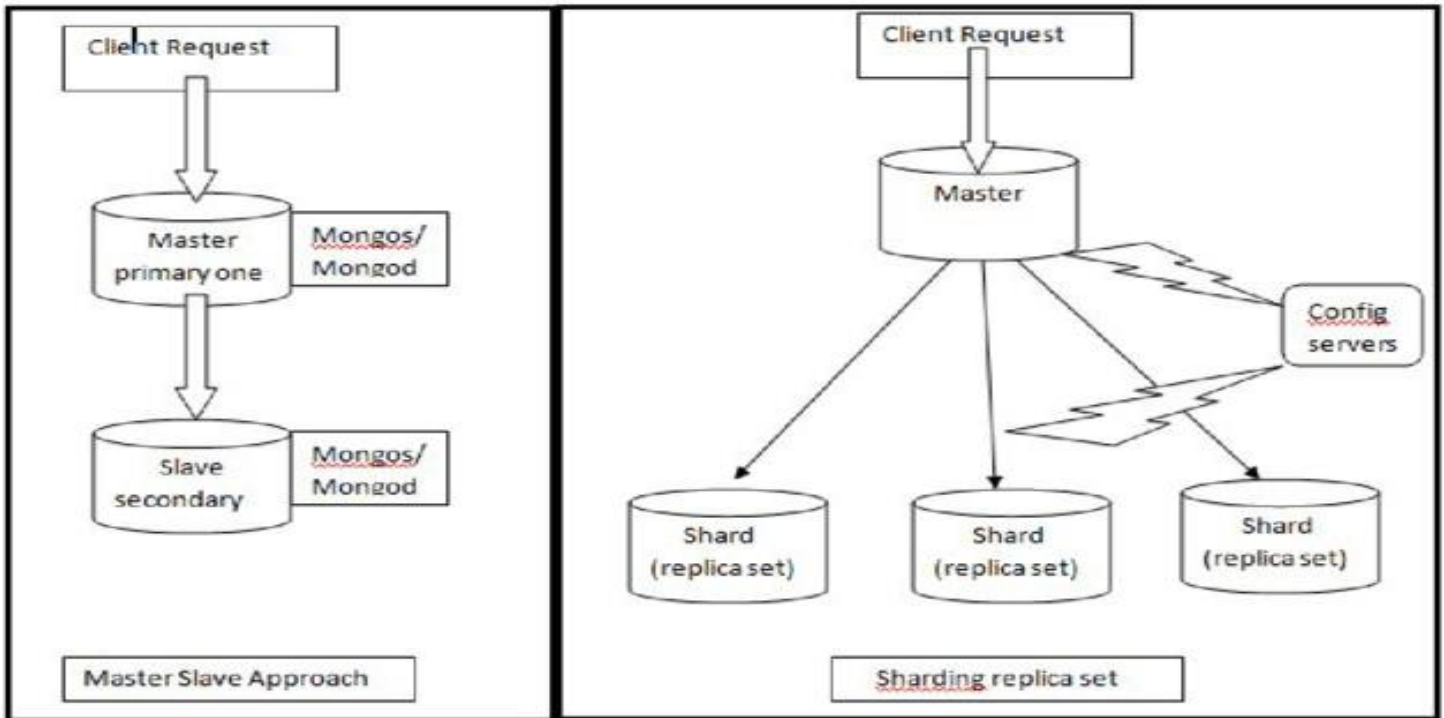 Client Request
Master
primary one
Mongos/
Mongod
Slave
secondary
Mongos/
Mongod
Master Slave Approach
Client Request
Master
Config
servers
Shard
(replica set)
Shard
(replica set)
Shard
(replica set)
Sharding replica set